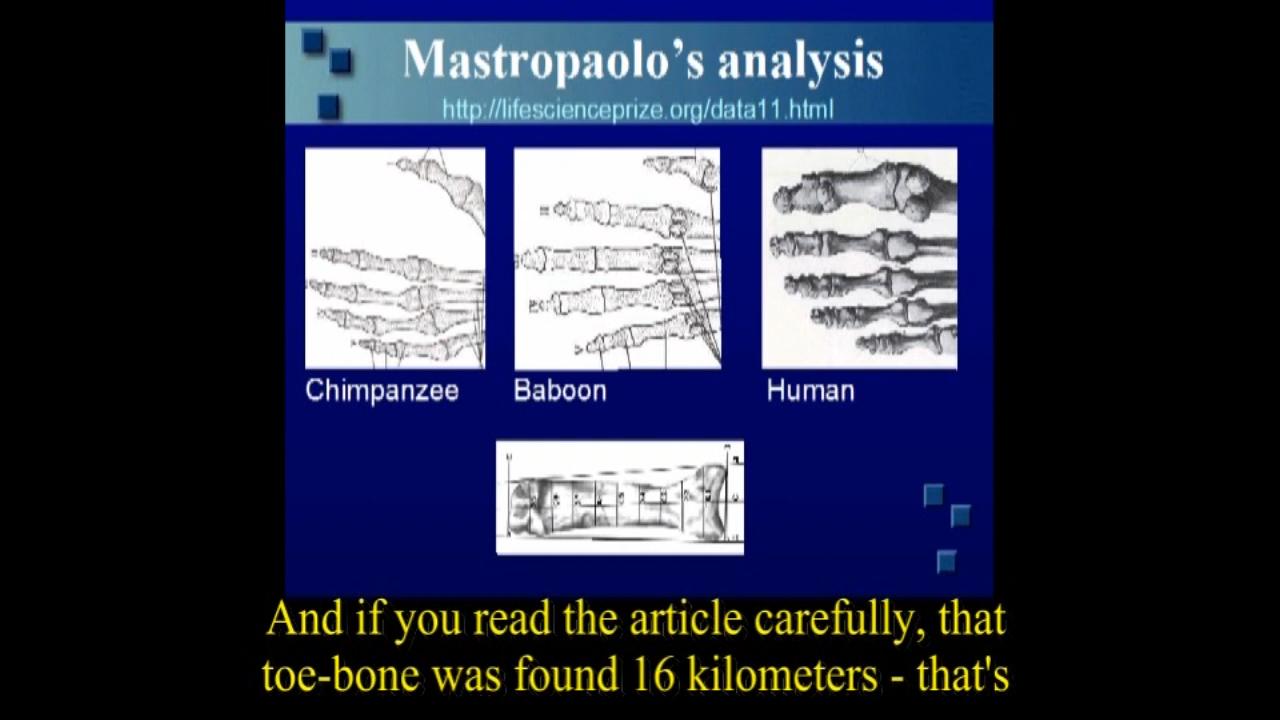 Mastropaolo's analysis
http://lifescienceprize.org/data11.html
Chimpanzee
Baboon
Human
And if you read the article carefully, that
toe-bone was found 16 kilometers - that's